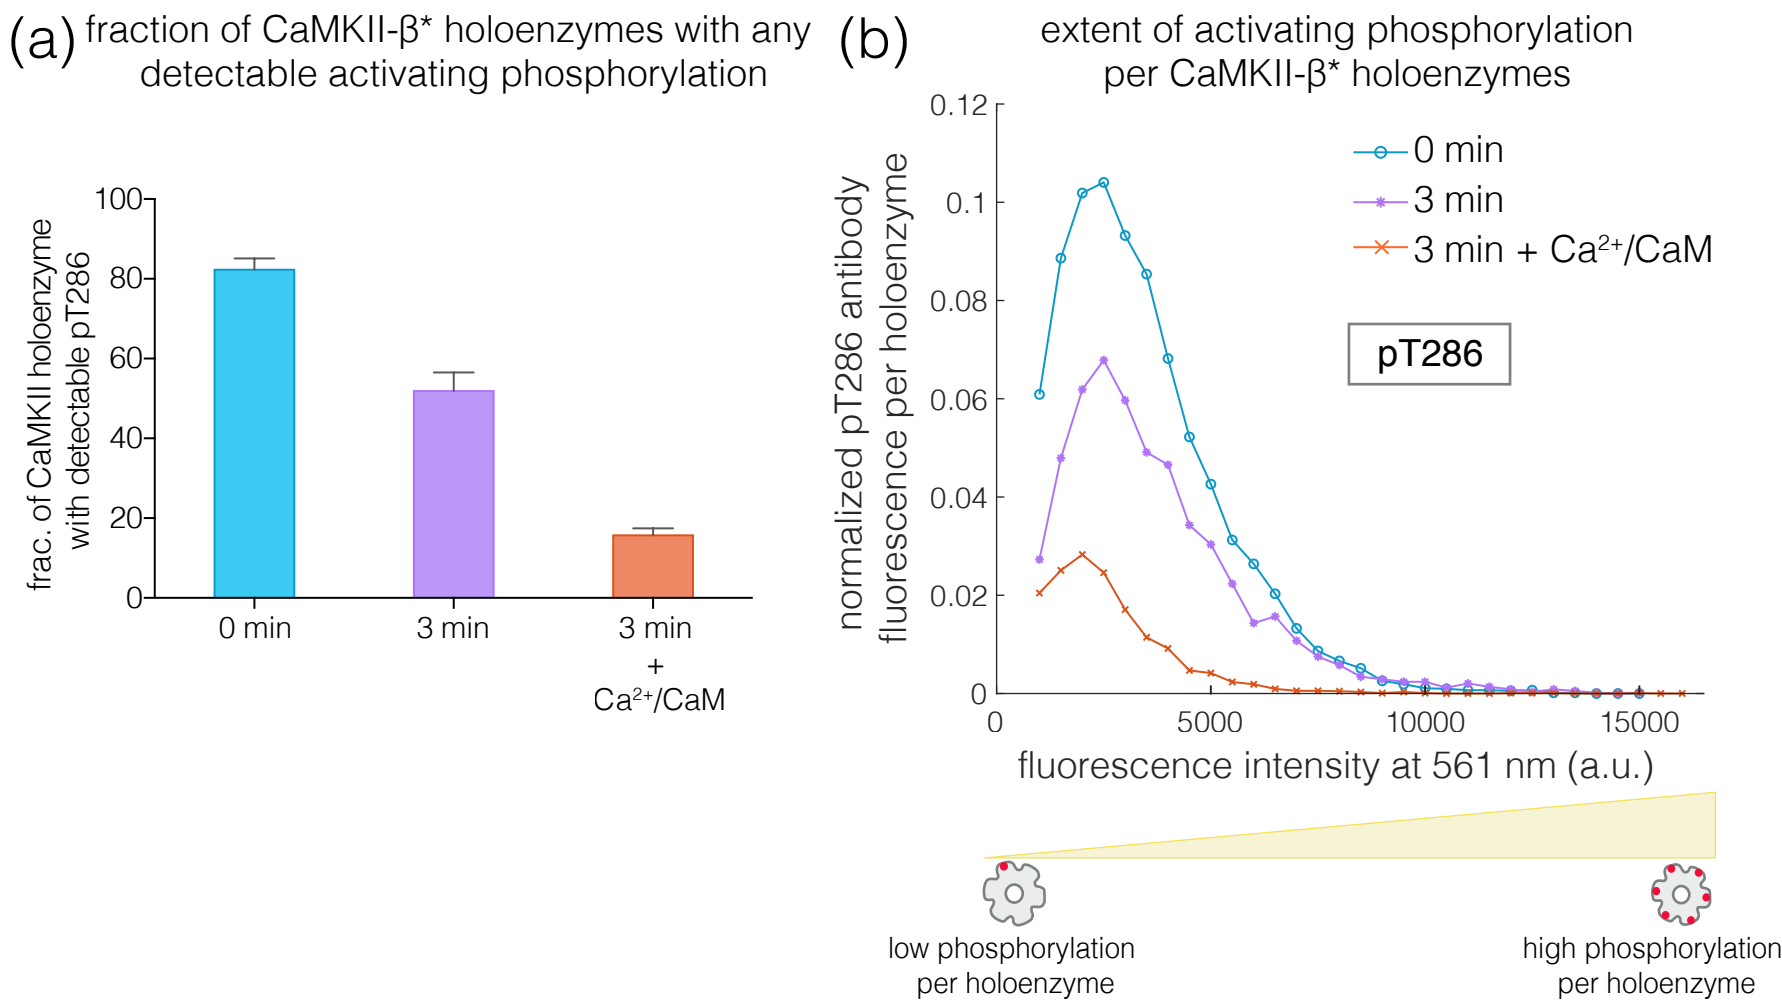 (a)
fraction of CaMKII-β* holoenzymes with any
detectable activating phosphorylation
frac. of CaMKII holoenzyme
with detectable pT286
100
80
60
40
20
0
0 min
3 min
3 min
+
Ca²⁺/CaM
(b)
extent of activating phosphorylation
per CaMKII-β* holoenzymes
normalized pT286 antibody
fluorescence per holoenzyme
0.12
0.1
0.08
0.06
0.04
0.02
0
0 min
3 min
3 min + Ca²⁺/CaM
pT286
0
5000
10000
15000
fluorescence intensity at 561 nm (a.u.)
low phosphorylation
per holoenzyme
high phosphorylation
per holoenzyme